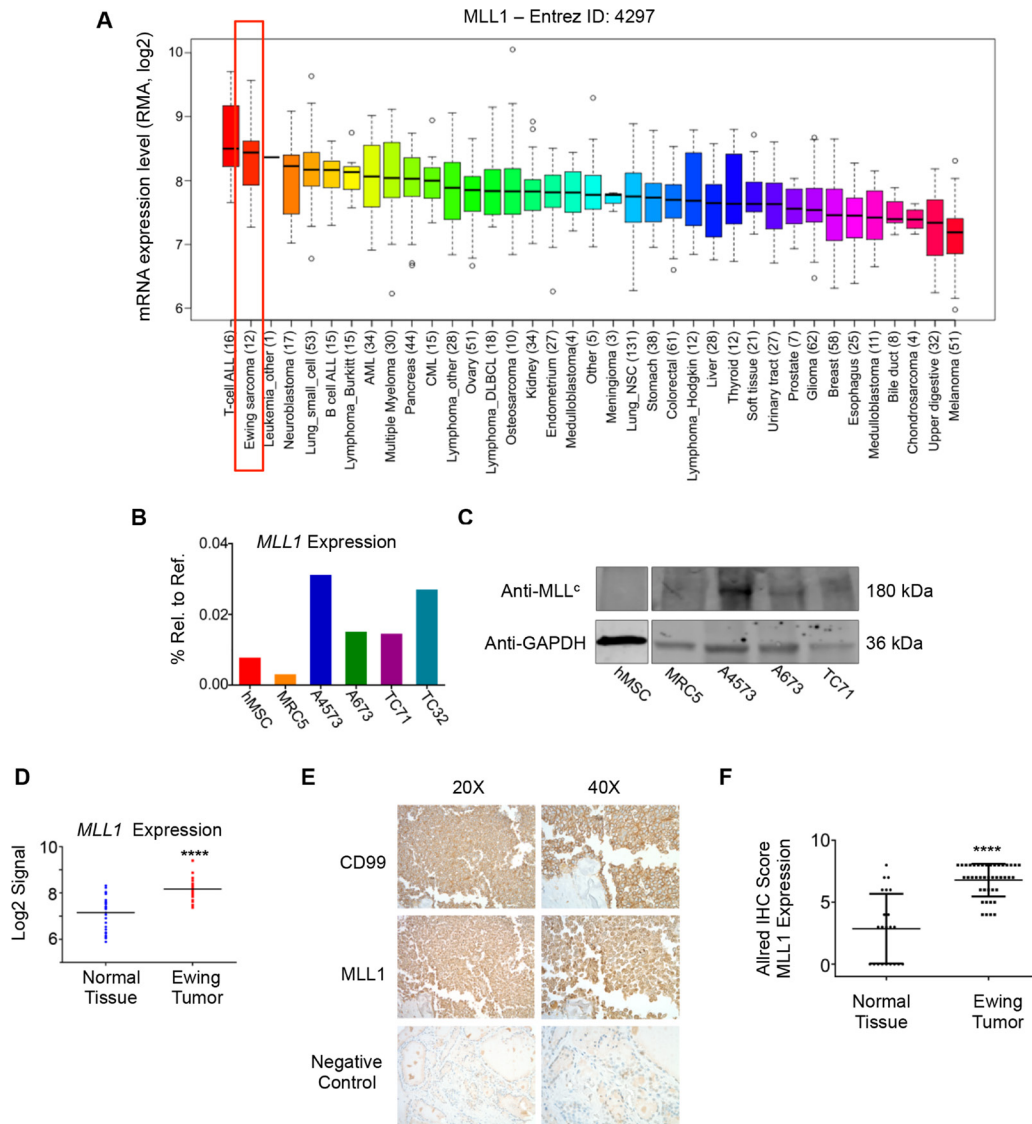 A
MLL1 – Entrez ID: 4297
mRNA expression level (RMA, log2)
10
9
8
7
6
T-cell ALL (16)
Ewing sarcoma (12)
Leukemia_other (1)
Neuroblastoma (17)
Lung_small_cell (53)
B cell ALL (15)
Lymphoma_Burkitt (15)
AML (34)
Multiple Myeloma (30)
Pancreas (44)
CML (15)
Lymphoma_other (28)
Ovary (51)
Lymphoma_DLBCL (18)
Osteosarcoma (10)
Kidney (34)
Endometrium (27)
Medulloblastoma(4)
Other (5)
Meningioma (3)
Lung_NSC (131)
Stomach (38)
Colorectal (61)
Lymphoma_Hodgkin (12)
Liver (28)
Thyroid (12)
Soft tissue (21)
Urinary tract (27)
Prostate (7)
Glioma (62)
Breast (58)
Esophagus (25)
Medulloblastoma (11)
Bile duct (8)
Chondrosarcoma (4)
Upper digestive (32)
Melanoma (51)
B
MLL1 Expression
% Rel. to Ref.
0.04
0.02
0.00
hMSC
MRC5
A4573
A673
TC71
TC32
C
Anti-MLLᶜ
180 kDa
Anti-GAPDH
36 kDa
hMSC
MRC5
A4573
A673
TC71
D
MLL1 Expression
Log2 Signal
10
9
8
7
6
****
Normal
Tissue
Ewing
Tumor
E
20X
40X
CD99
MLL1
Negative
Control
F
Allred IHC Score
MLL1 Expression
10
5
0
****
Normal
Tissue
Ewing
Tumor